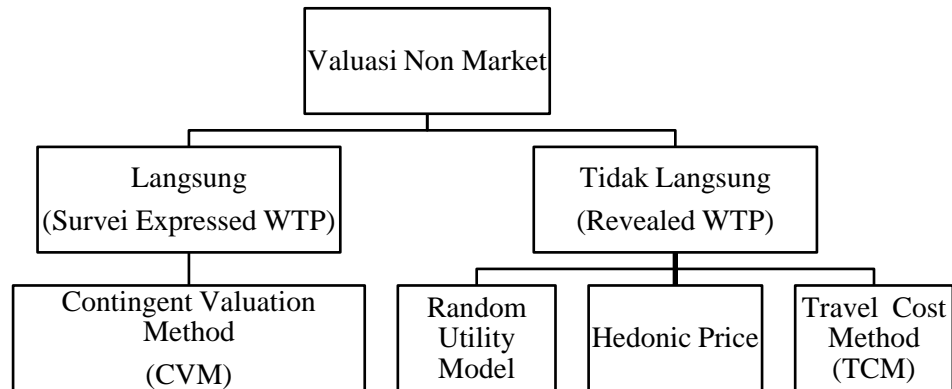 Valuasi Non Market
Langsung
(Survei Expressed WTP)
Tidak Langsung
(Revealed WTP)
Contingent Valuation
Method
(CVM)
Random
Utility
Model
Hedonic Price
Travel Cost
Method
(TCM)